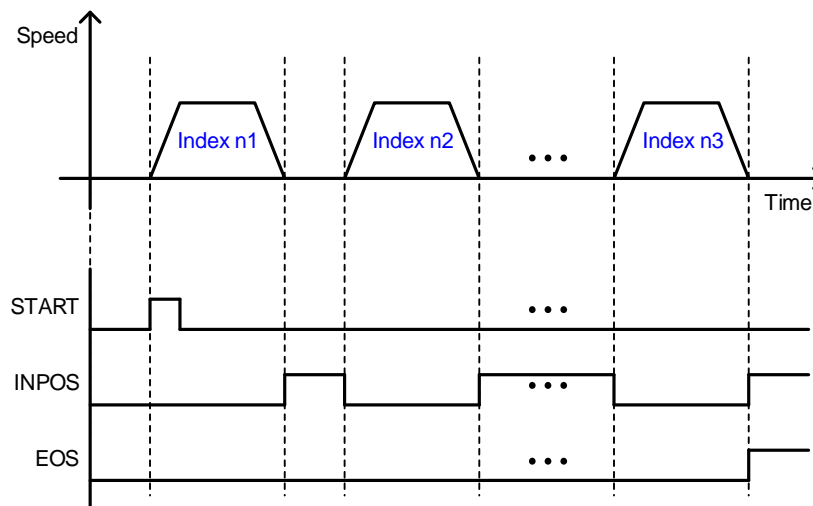 Speed
Index n1
Index n2
Index n3
Time
START
INPOS
EOS